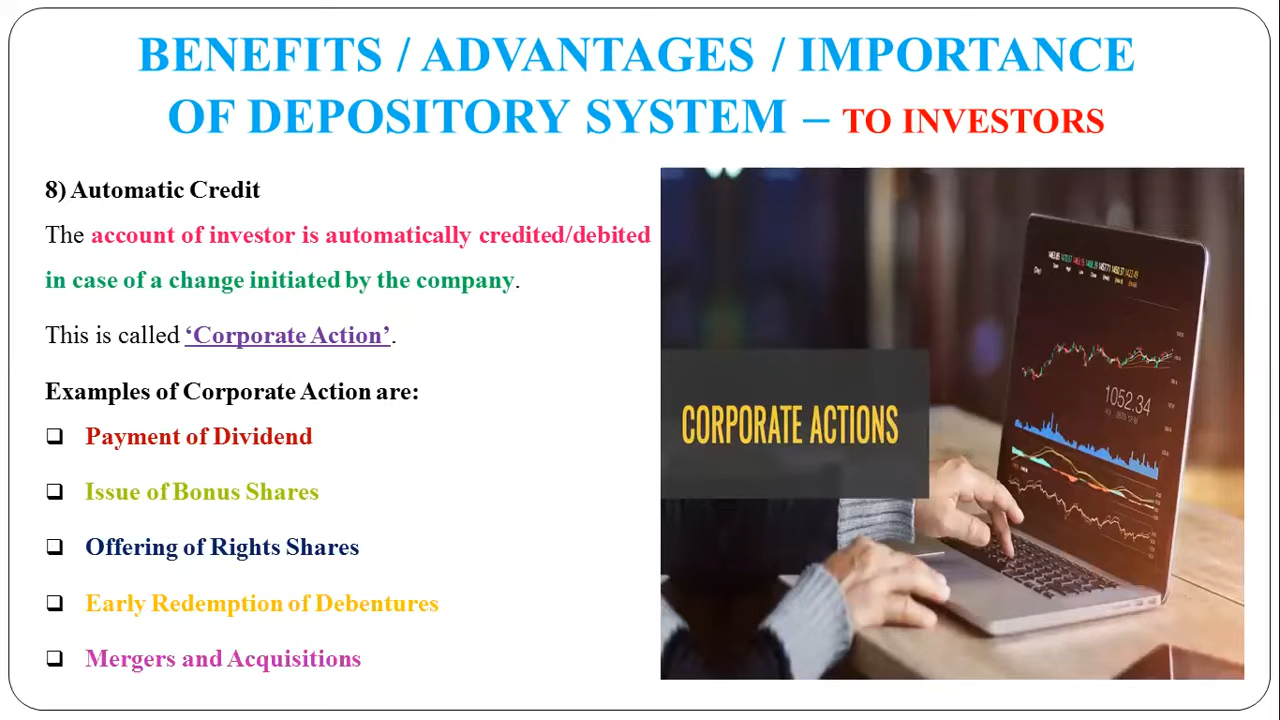 BENEFITS / ADVANTAGES / IMPORTANCE
OF DEPOSITORY SYSTEM – TO INVESTORS
8) Automatic Credit
The account of investor is automatically credited/debited
in case of a change initiated by the company.
This is called ‘Corporate Action’.
Examples of Corporate Action are:
Payment of Dividend
Issue of Bonus Shares
Offering of Rights Shares
Early Redemption of Debentures
Mergers and Acquisitions
CORPORATE ACTIONS
1052.34